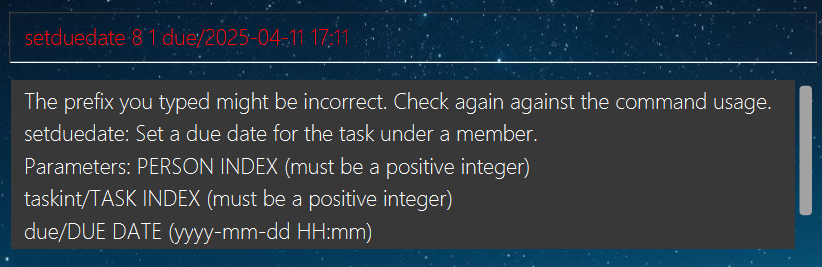 setduedate 8 1 due/2025-04-11 17:11
The prefix you typed might be incorrect. Check again against the command usage.
setduedate: Set a due date for the task under a member.
Parameters: PERSON INDEX (must be a positive integer)
taskint/TASK INDEX (must be a positive integer)
due/DUE DATE (yyyy-mm-dd HH:mm)